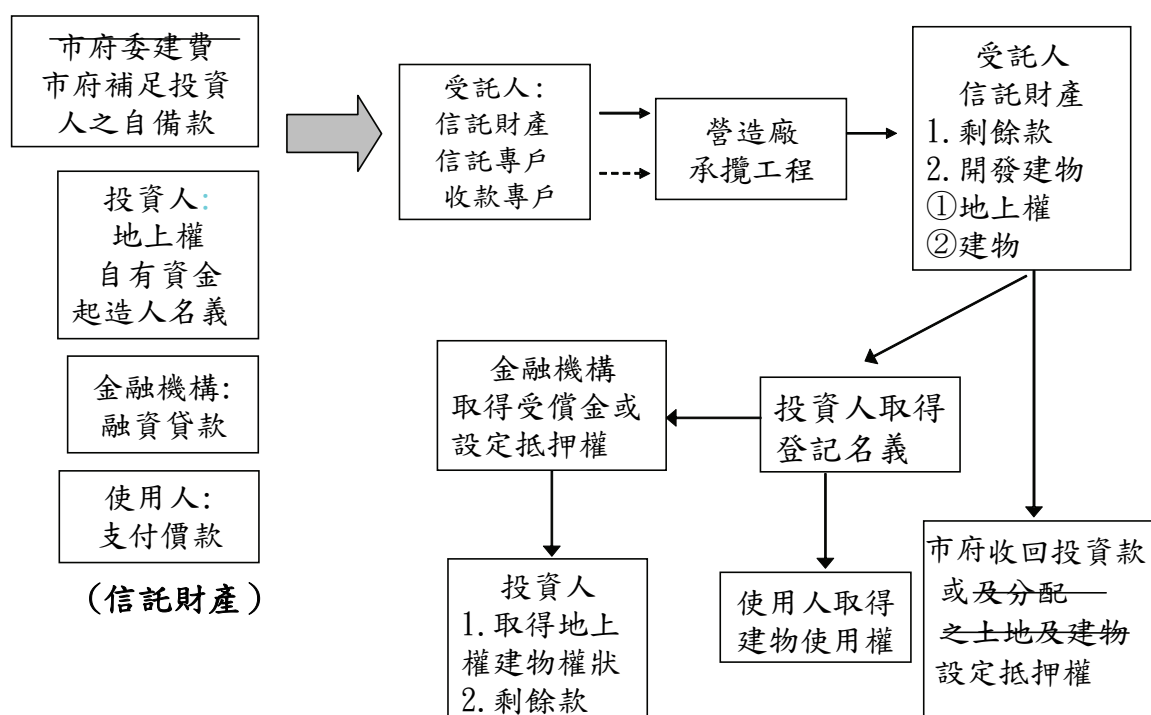 市府委建費
市府補足投資
人之自備款
投資人:
地上權
自有資金
起造人名義
金融機構:
融資貸款
使用人:
支付價款
(信託財產)
受託人:
信託財產
信託專戶
收款專戶
營造廠
承攬工程
受託人
信託財產
1.剩餘款
2.開發建物
①地上權
②建物
金融機構
取得受償金或
設定抵押權
投資人取得
登記名義
投資人
1.取得地上
權建物權狀
2.剩餘款
使用人取得
建物使用權
市府收回投資款
或及分配
之土地及建物
設定抵押權